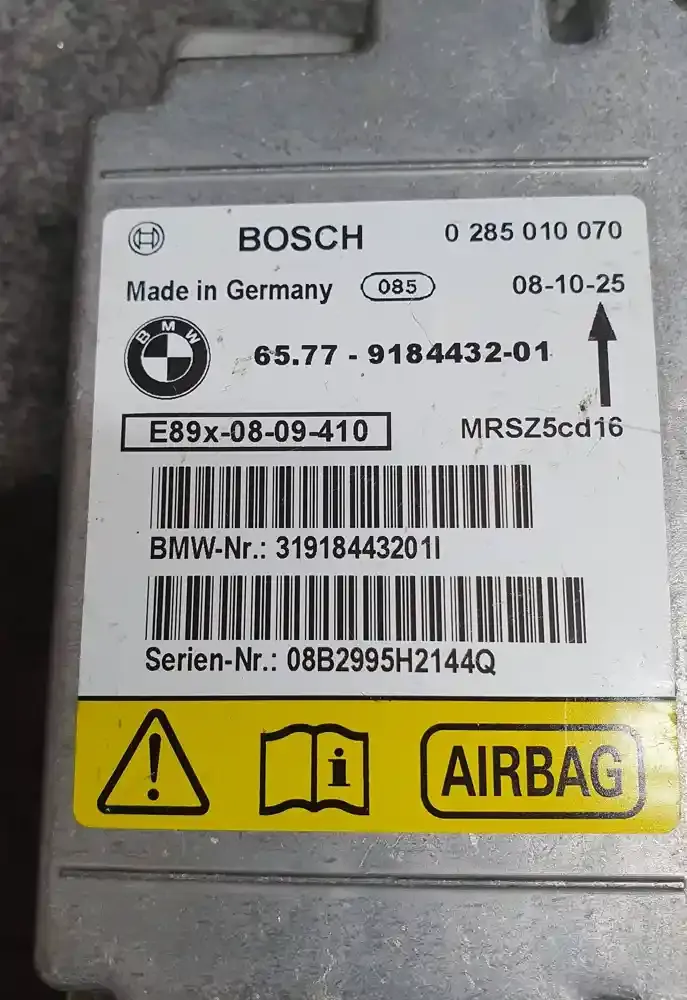 BOSCH 0 285 010 070
Made in Germany 085 08-10-25
BMW 65.77 - 9184432-01
E89x-08-09-410 MRSZ5cd16
BMW-Nr.: 31918443201I
Serien-Nr.: 08B2995H2144Q
! i AIRBAG